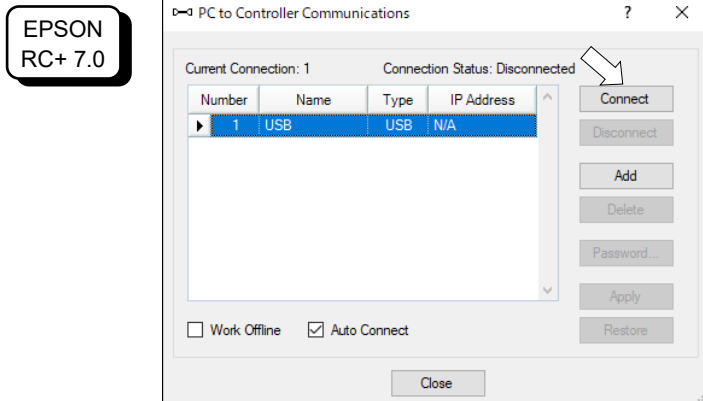 EPSON
RC+ 7.0
PC to Controller Communications
? ×
Current Connection: 1 Connection Status: Disconnected
Number Name Type IP Address
1 USB USB N/A
Connect
Disconnect
Add
Delete
Password...
Apply
Restore
Work Offline Auto Connect
Close